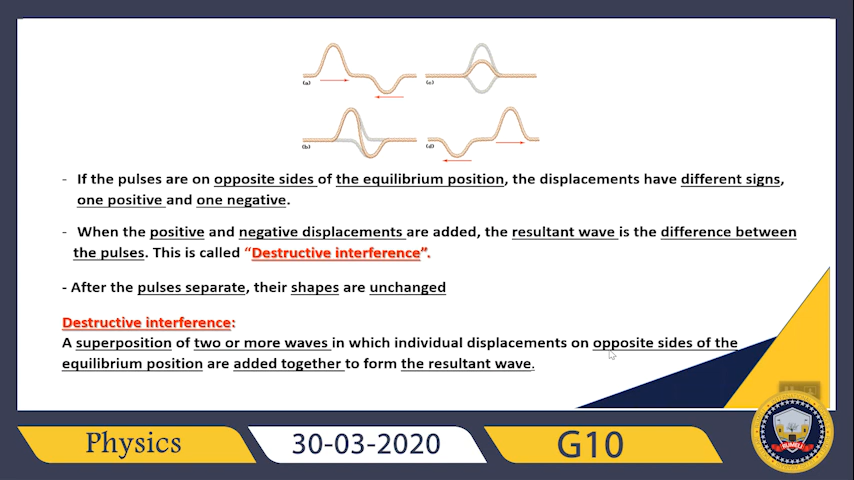 (a)
(c)
(b)
(d)
- If the pulses are on opposite sides of the equilibrium position, the displacements have different signs,
one positive and one negative.
- When the positive and negative displacements are added, the resultant wave is the difference between
the pulses. This is called “Destructive interference”.
- After the pulses separate, their shapes are unchanged
Destructive interference:
A superposition of two or more waves in which individual displacements on opposite sides of the
equilibrium position are added together to form the resultant wave.
Physics
30-03-2020
G10